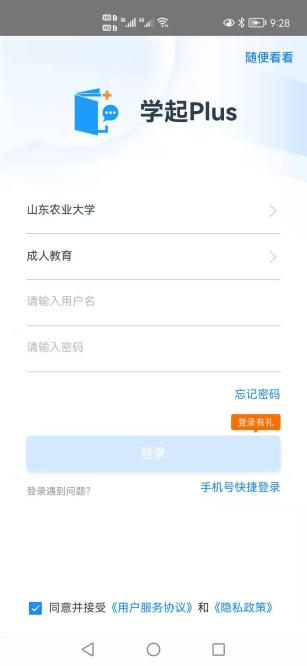 9:28
随便看看
学起Plus
山东农业大学
成人教育
请输入用户名
请输入密码
忘记密码
登录有礼
登录
登录遇到问题?
手机号快捷登录
同意并接受《用户服务协议》和《隐私政策》